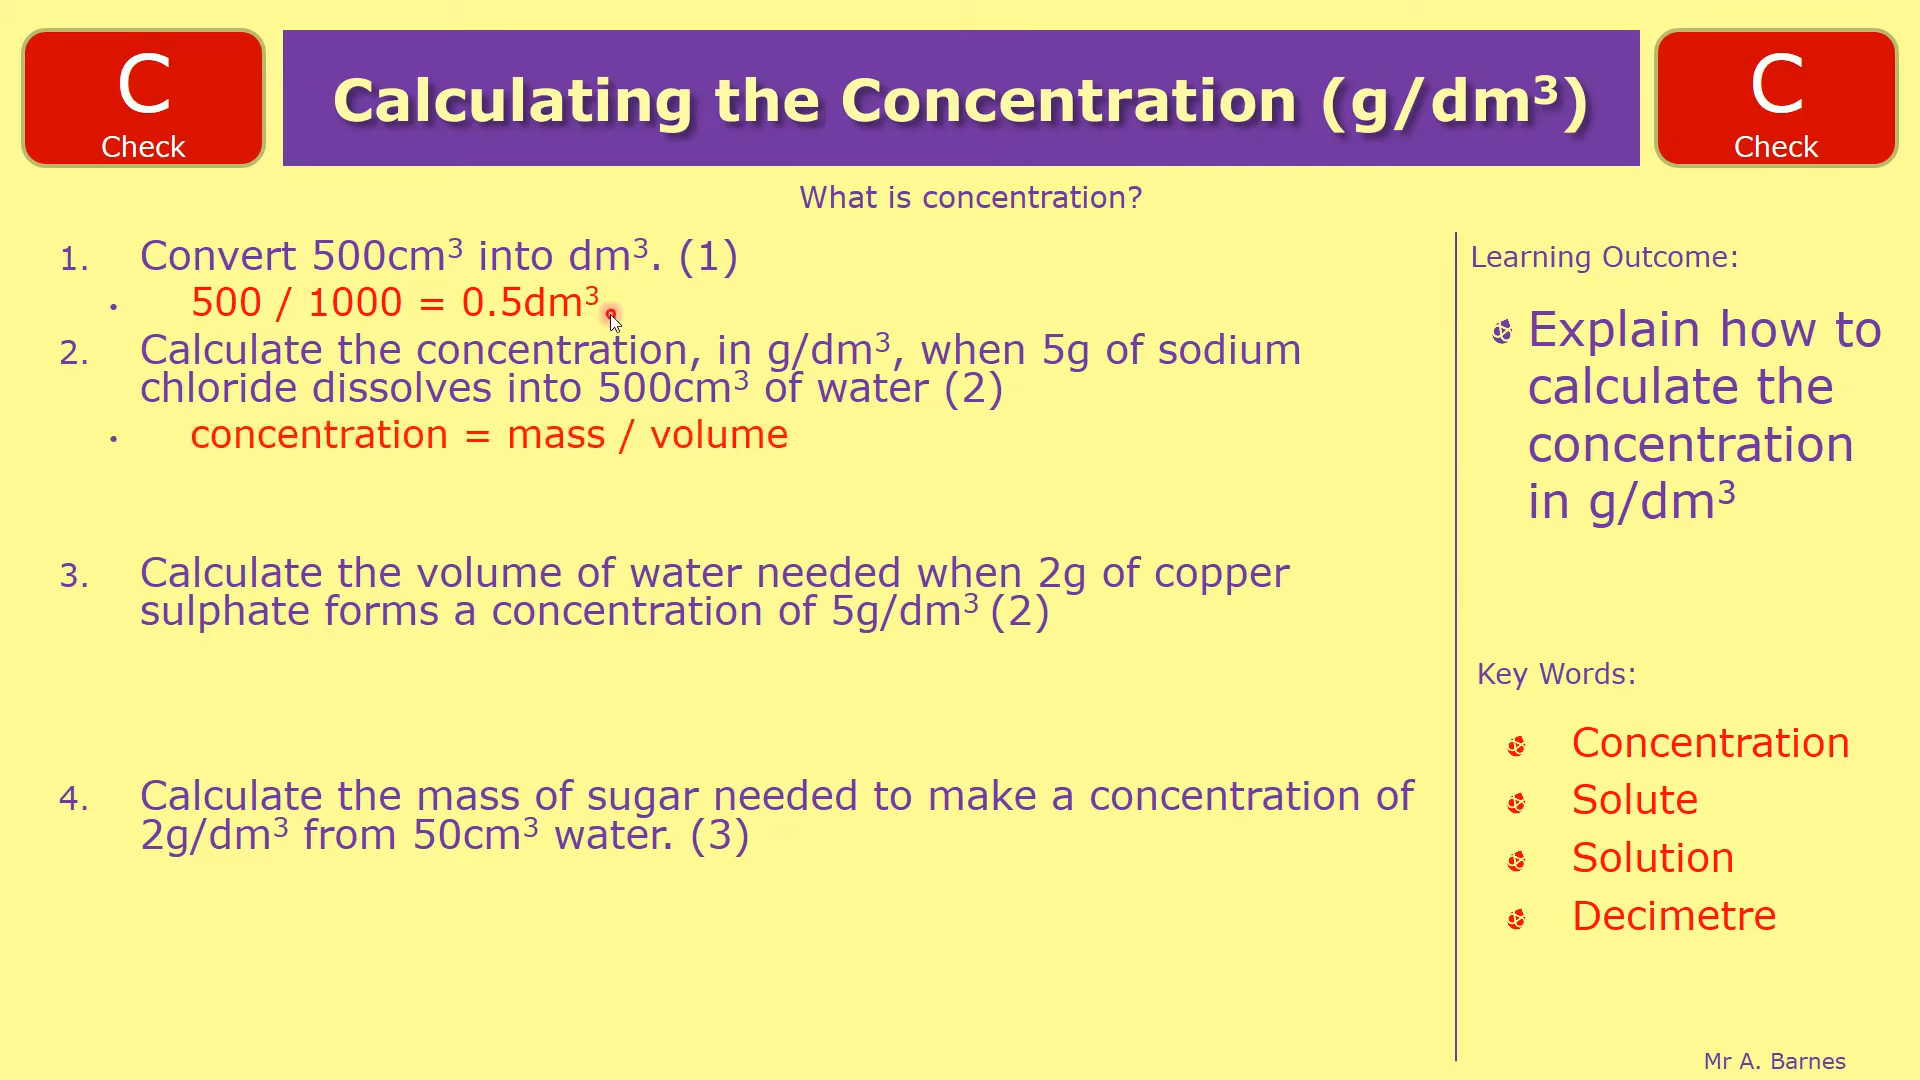 C
Check
Calculating the Concentration (g/dm³)
C
Check
What is concentration?
1. Convert 500cm³ into dm³. (1)
• 500 / 1000 = 0.5dm³
2. Calculate the concentration, in g/dm³, when 5g of sodium
chloride dissolves into 500cm³ of water (2)
• concentration = mass / volume
3. Calculate the volume of water needed when 2g of copper
sulphate forms a concentration of 5g/dm³ (2)
4. Calculate the mass of sugar needed to make a concentration of
2g/dm³ from 50cm³ water. (3)
Learning Outcome:
Explain how to
calculate the
concentration
in g/dm³
Key Words:
Concentration
Solute
Solution
Decimetre
Mr A. Barnes